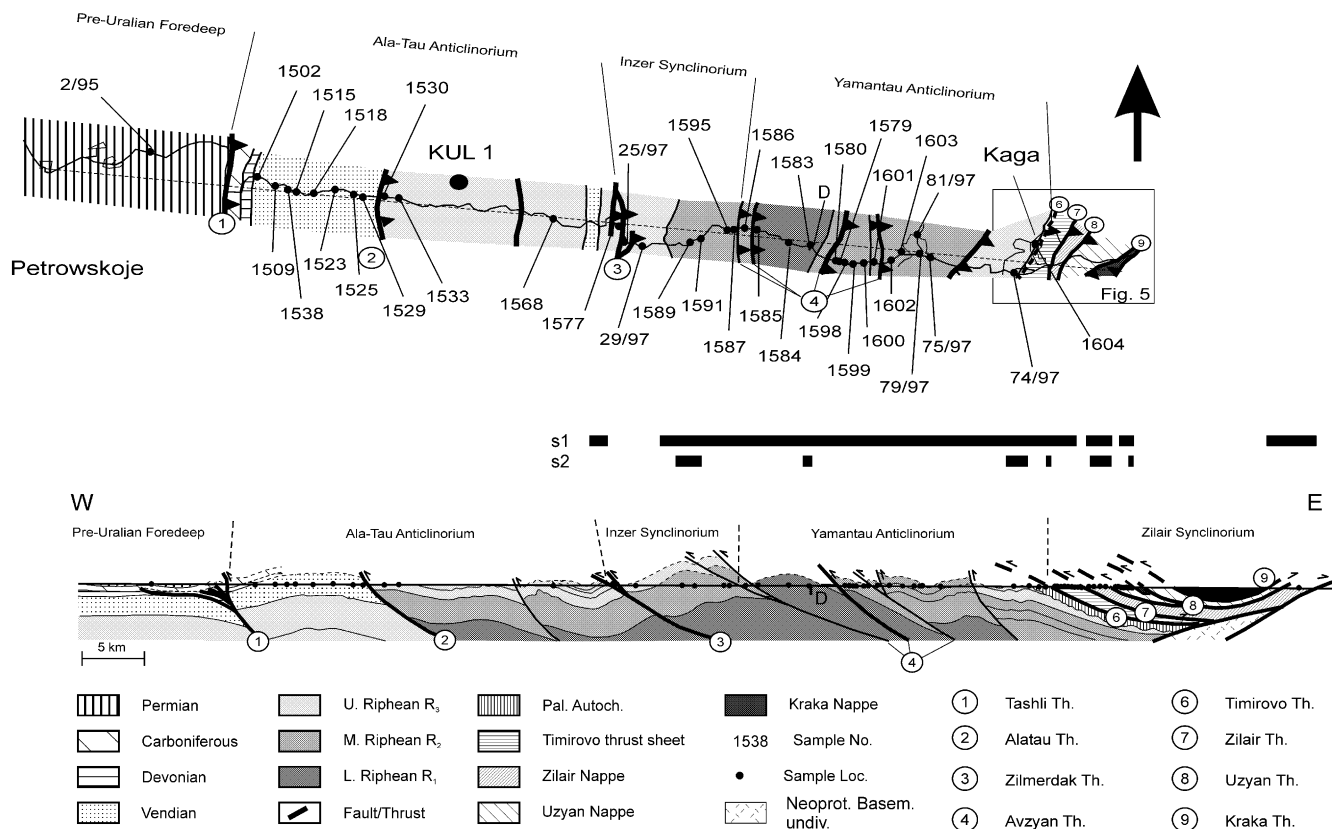 Pre-Uralian Foredeep
Ala-Tau Anticlinorium
Inzer Synclinorium
Yamantau Anticlinorium
2/95
1502
1515
1518
1530
KUL 1
25/97
1595
1586
1583
1580
D
1579
1603
1601
81/97
Kaga
6
7
8
9
1
2
3
4
Petrowskoje
1509
1538
1523
1525
1529
1533
1568
1577
29/97
1589
1591
1587
1585
1584
1598
1599
1600
1602
79/97
75/97
74/97
1604
Fig. 5
s1
s2
W
E
Pre-Uralian Foredeep
Ala-Tau Anticlinorium
Inzer Synclinorium
Yamantau Anticlinorium
Zilair Synclinorium
D
1
2
3
4
6
7
8
9
5 km
Permian
Carboniferous
Devonian
Vendian
U. Riphean R3
M. Riphean R2
L. Riphean R1
Fault/Thrust
Pal. Autoch.
Timirovo thrust sheet
Zilair Nappe
Uzyan Nappe
Kraka Nappe
1538 Sample No.
Sample Loc.
Neoprot. Basem.
undiv.
1 Tashli Th.
2 Alatau Th.
3 Zilmerdak Th.
4 Avzyan Th.
6 Timirovo Th.
7 Zilair Th.
8 Uzyan Th.
9 Kraka Th.